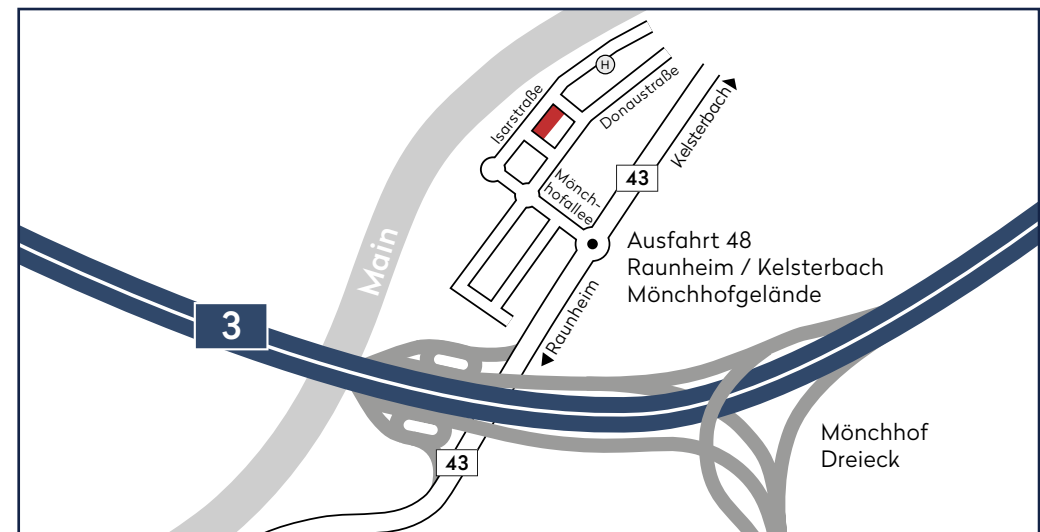 H
Isarstraße
Donaustraße
Kelsterbach
43
Mönch-
hofallee
Main
Ausfahrt 48
Raunheim / Kelsterbach
Mönchhofgelände
3
Raunheim
Mönchhof
Dreieck
43